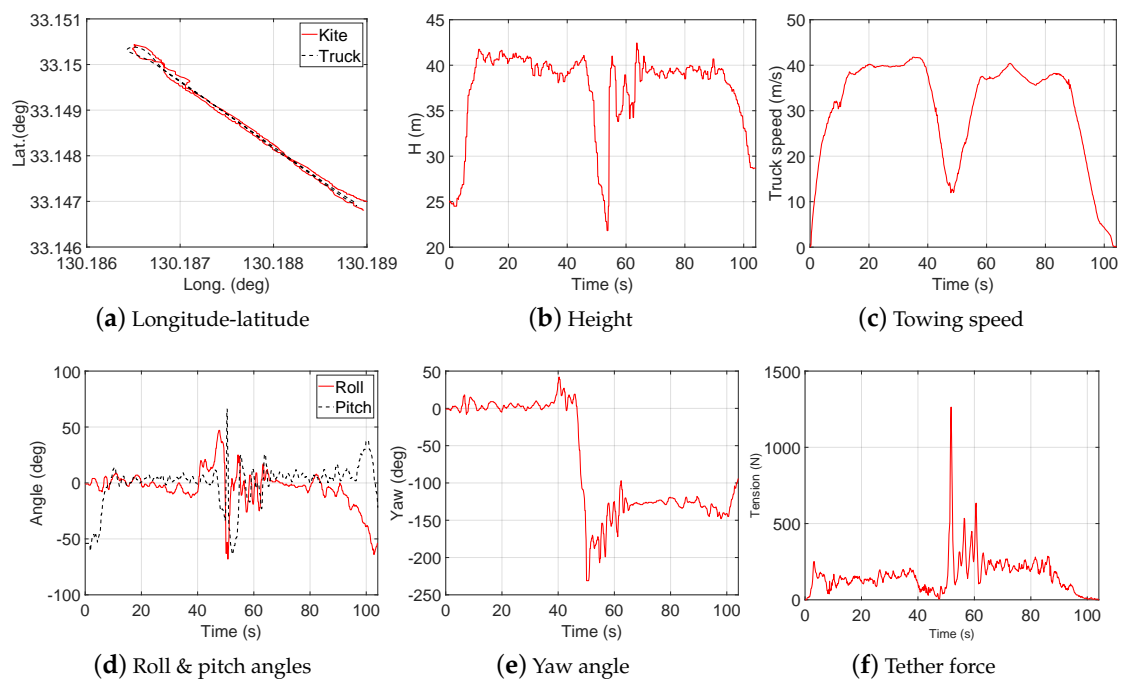 33.151
33.15
33.149
33.148
33.147
33.146
Lat.(deg)
130.186 130.187 130.188 130.189
Long. (deg)
Kite
Truck
(a) Longitude-latitude
45
40
35
30
25
20
H (m)
0 20 40 60 80 100
Time (s)
(b) Height
50
40
30
20
10
0
Truck speed (m/s)
0 20 40 60 80 100
Time (s)
(c) Towing speed
100
50
0
-50
-100
Angle (deg)
0 20 40 60 80 100
Time (s)
Roll
Pitch
(d) Roll & pitch angles
50
0
-50
-100
-150
-200
-250
Yaw (deg)
0 20 40 60 80 100
Time (s)
(e) Yaw angle
1500
1000
500
0
Tension (N)
0 20 40 60 80 100
Time (s)
(f) Tether force